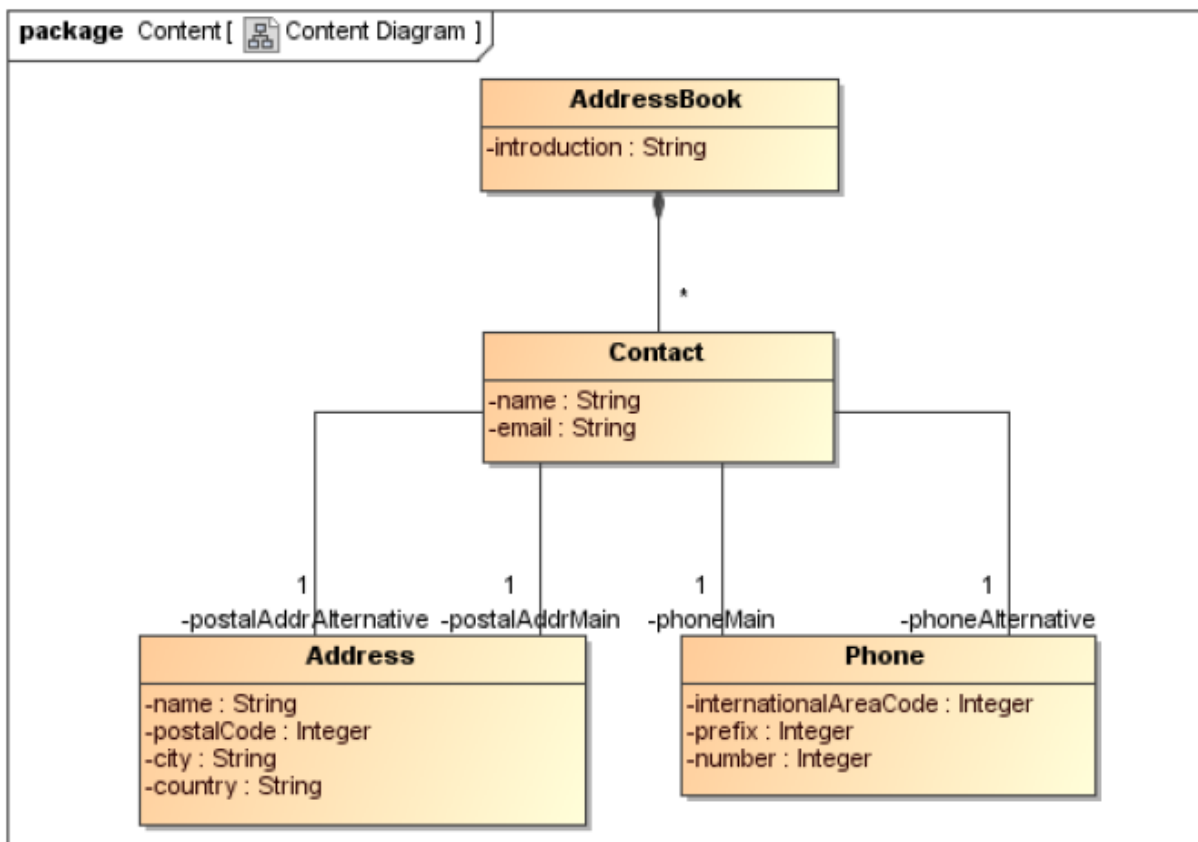 package Content [ Content Diagram ]
AddressBook
-introduction : String
*
Contact
-name : String
-email : String
1 1 1 1
-postalAddrAlternative -postalAddrMain -phoneMain -phoneAlternative
Address
-name : String
-postalCode : Integer
-city : String
-country : String
Phone
-internationalAreaCode : Integer
-prefix : Integer
-number : Integer